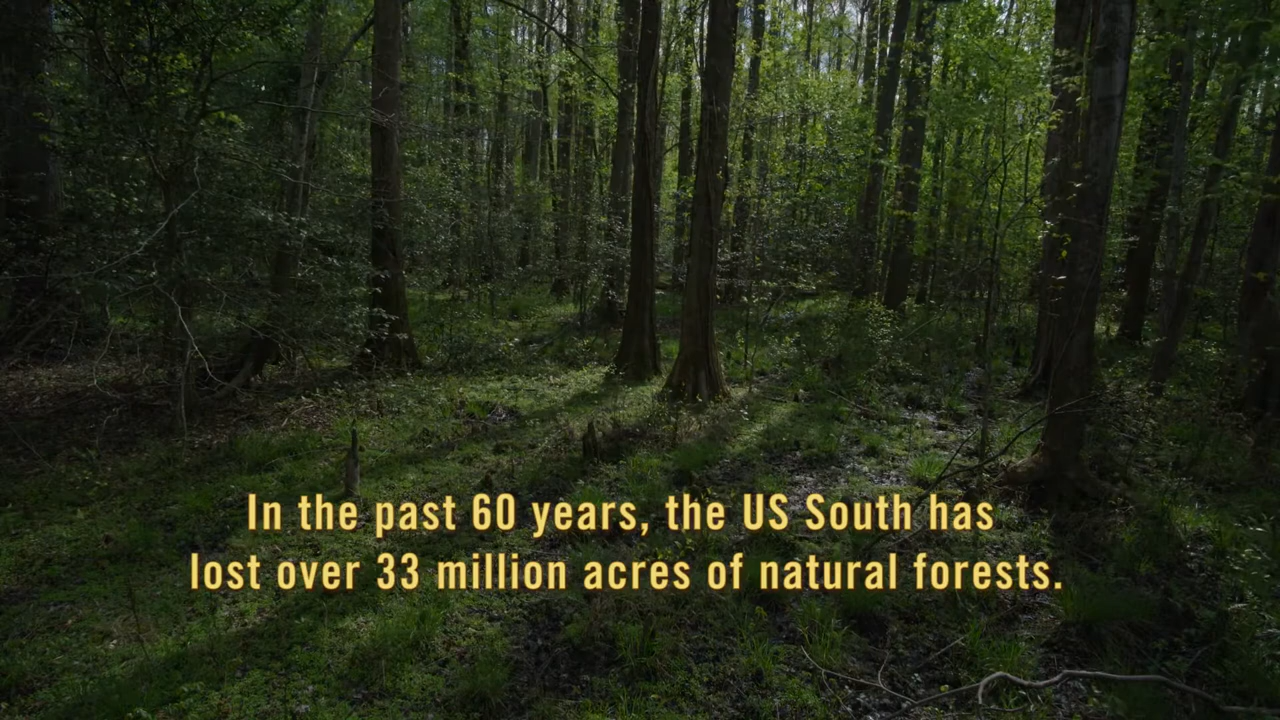 In the past 60 years, the US South has
lost over 33 million acres of natural forests.